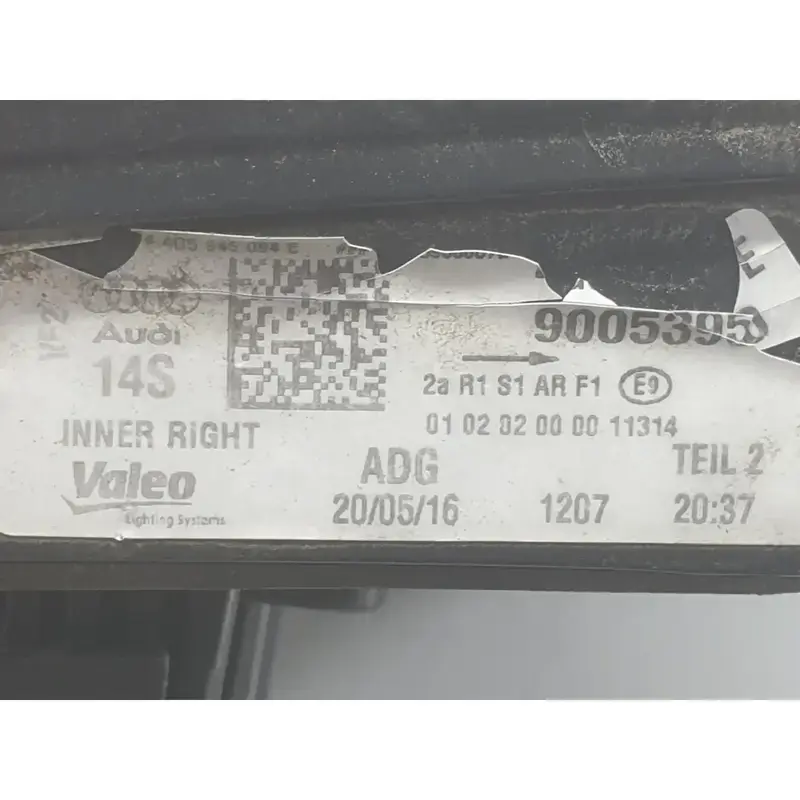 Audi
14S
INNER RIGHT
Valeo
Lighting Systems
2a R1 S1 AR F1 E9
01 02 02 00 00 11314
ADG
TEIL 2
20/05/16 1207 20:37